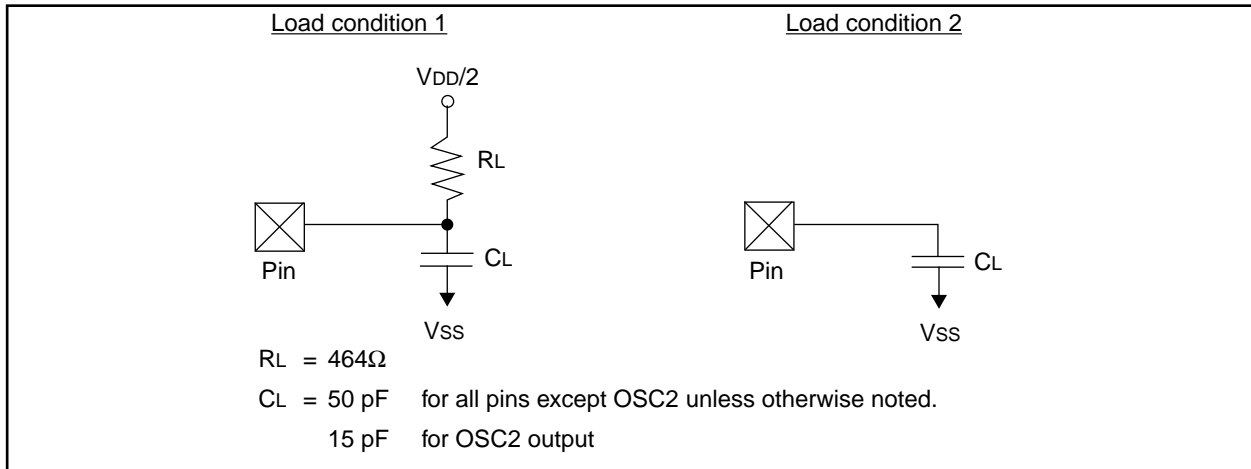 Load condition 1
Load condition 2
VDD/2
RL
CL
Pin
VSS
CL
Pin
VSS
RL = 464Ω
CL = 50 pF for all pins except OSC2 unless otherwise noted.
15 pF for OSC2 output